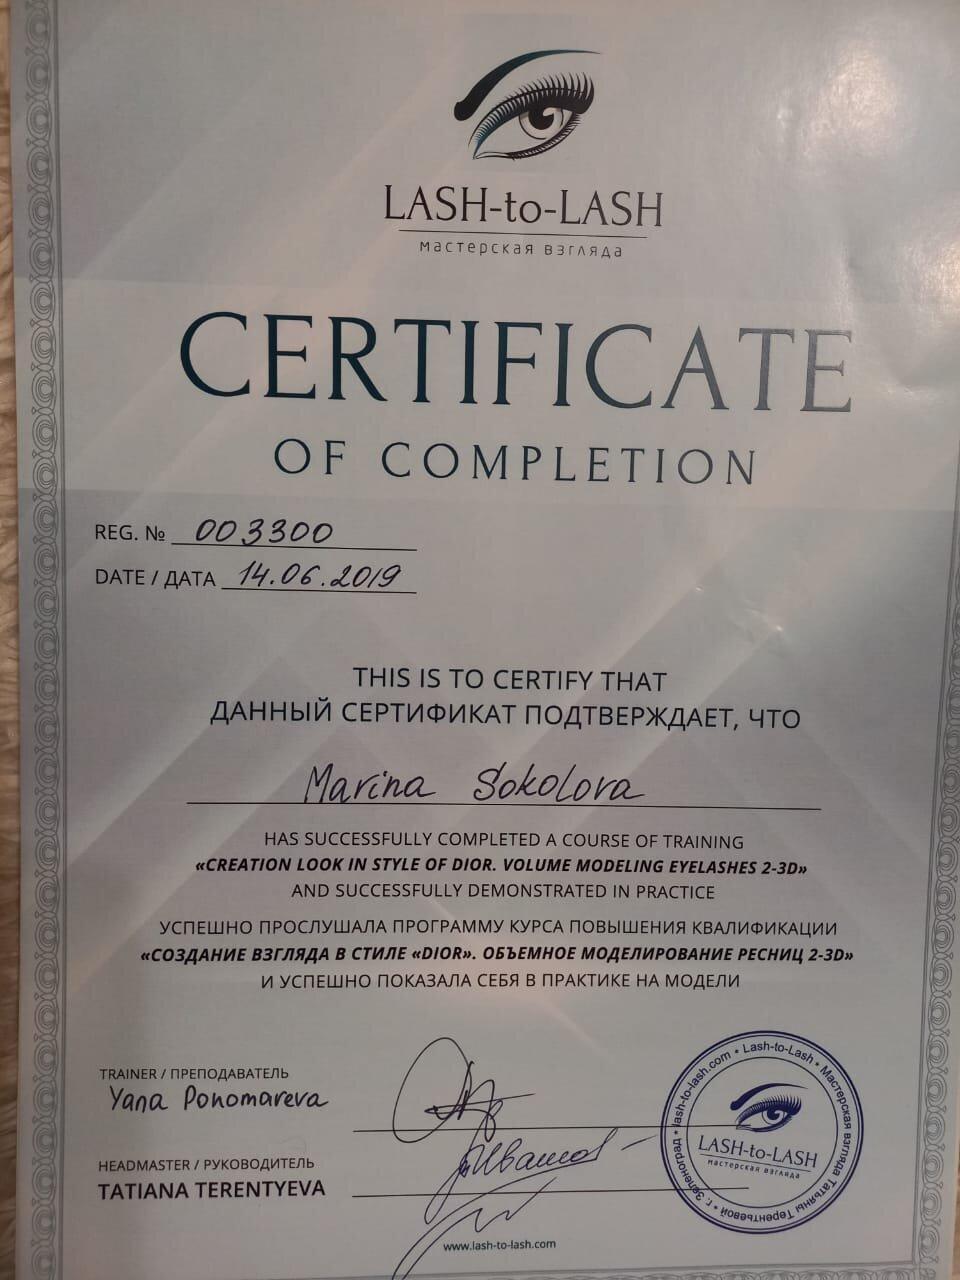 LASH-to-LASH
мастерская взгляда
CERTIFICATE
OF COMPLETION
REG. № 003300
DATE / ДАТА 14.06.2019
THIS IS TO CERTIFY THAT
ДАННЫЙ СЕРТИФИКАТ ПОДТВЕРЖДАЕТ, ЧТО
Marina Sokolova
HAS SUCCESSFULLY COMPLETED A COURSE OF TRAINING
«CREATION LOOK IN STYLE OF DIOR. VOLUME MODELING EYELASHES 2-3D»
AND SUCCESSFULLY DEMONSTRATED IN PRACTICE
УСПЕШНО ПРОСЛУШАЛА ПРОГРАММУ КУРСА ПОВЫШЕНИЯ КВАЛИФИКАЦИИ
«СОЗДАНИЕ ВЗГЛЯДА В СТИЛЕ «DIOR». ОБЪЕМНОЕ МОДЕЛИРОВАНИЕ РЕСНИЦ 2-3D»
И УСПЕШНО ПОКАЗАЛА СЕБЯ В ПРАКТИКЕ НА МОДЕЛИ
TRAINER / ПРЕПОДАВАТЕЛЬ
Yana Ponomareva
HEADMASTER / РУКОВОДИТЕЛЬ
TATIANA TERENTYEVA
lash-to-lash.com • Lash-to-Lash • Мастерская взгляда Татьяны Терентьевой • г. Зеленоград •
LASH-to-LASH
мастерская взгляда
www.lash-to-lash.com